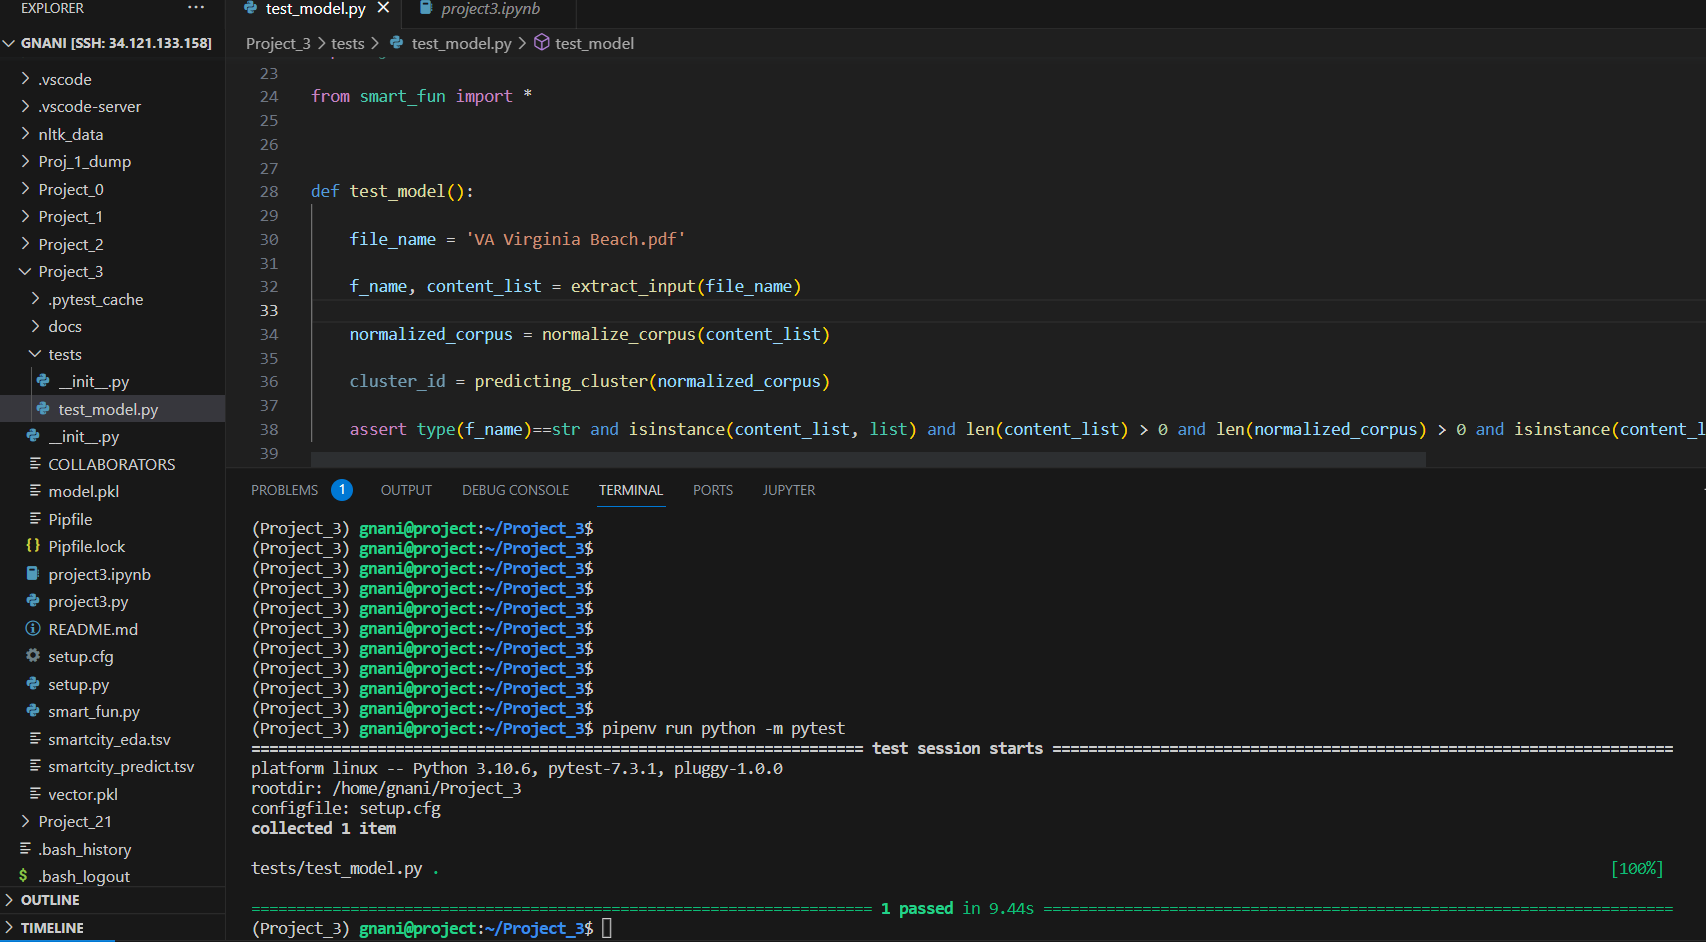 EXPLORER
···
GNANI [SSH: 34.121.133.158]
.vscode
.vscode-server
nltk_data
Proj_1_dump
Project_0
Project_1
Project_2
Project_3
.pytest_cache
docs
tests
__init__.py
test_model.py
__init__.py
COLLABORATORS
model.pkl
Pipfile
{} Pipfile.lock
project3.ipynb
project3.py
README.md
setup.cfg
setup.py
smart_fun.py
smartcity_eda.tsv
smartcity_predict.tsv
vector.pkl
Project_21
.bash_history
$ .bash_logout
OUTLINE
TIMELINE
test_model.py
project3.ipynb
Project_3 > tests > test_model.py > test_model
23
24 from smart_fun import *
25
26
27
28 def test_model():
29
30 file_name = 'VA Virginia Beach.pdf'
31
32 f_name, content_list = extract_input(file_name)
33
34 normalized_corpus = normalize_corpus(content_list)
35
36 cluster_id = predicting_cluster(normalized_corpus)
37
38 assert type(f_name)==str and isinstance(content_list, list) and len(content_list) > 0 and len(normalized_corpus) > 0 and isinstance(content_l
39
PROBLEMS 1 OUTPUT DEBUG CONSOLE TERMINAL PORTS JUPYTER
(Project_3) gnani@project:~/Project_3$
(Project_3) gnani@project:~/Project_3$
(Project_3) gnani@project:~/Project_3$
(Project_3) gnani@project:~/Project_3$
(Project_3) gnani@project:~/Project_3$
(Project_3) gnani@project:~/Project_3$
(Project_3) gnani@project:~/Project_3$
(Project_3) gnani@project:~/Project_3$
(Project_3) gnani@project:~/Project_3$
(Project_3) gnani@project:~/Project_3$
(Project_3) gnani@project:~/Project_3$ pipenv run python -m pytest
==================================================================== test session starts =====================================================================
platform linux -- Python 3.10.6, pytest-7.3.1, pluggy-1.0.0
rootdir: /home/gnani/Project_3
configfile: setup.cfg
collected 1 item
tests/test_model.py . [100%]
===================================================================== 1 passed in 9.44s ======================================================================
(Project_3) gnani@project:~/Project_3$